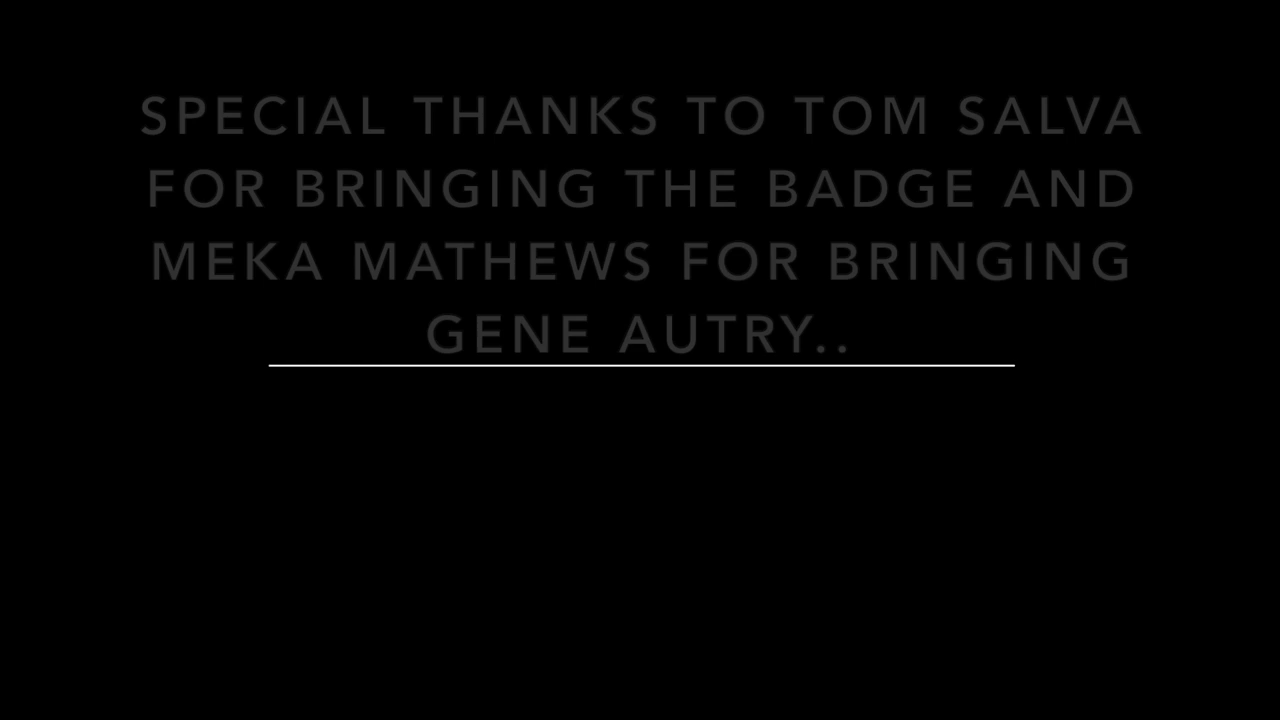 SPECIAL THANKS TO TOM SALVA
FOR BRINGING THE BADGE AND
MEKA MATHEWS FOR BRINGING
GENE AUTRY..